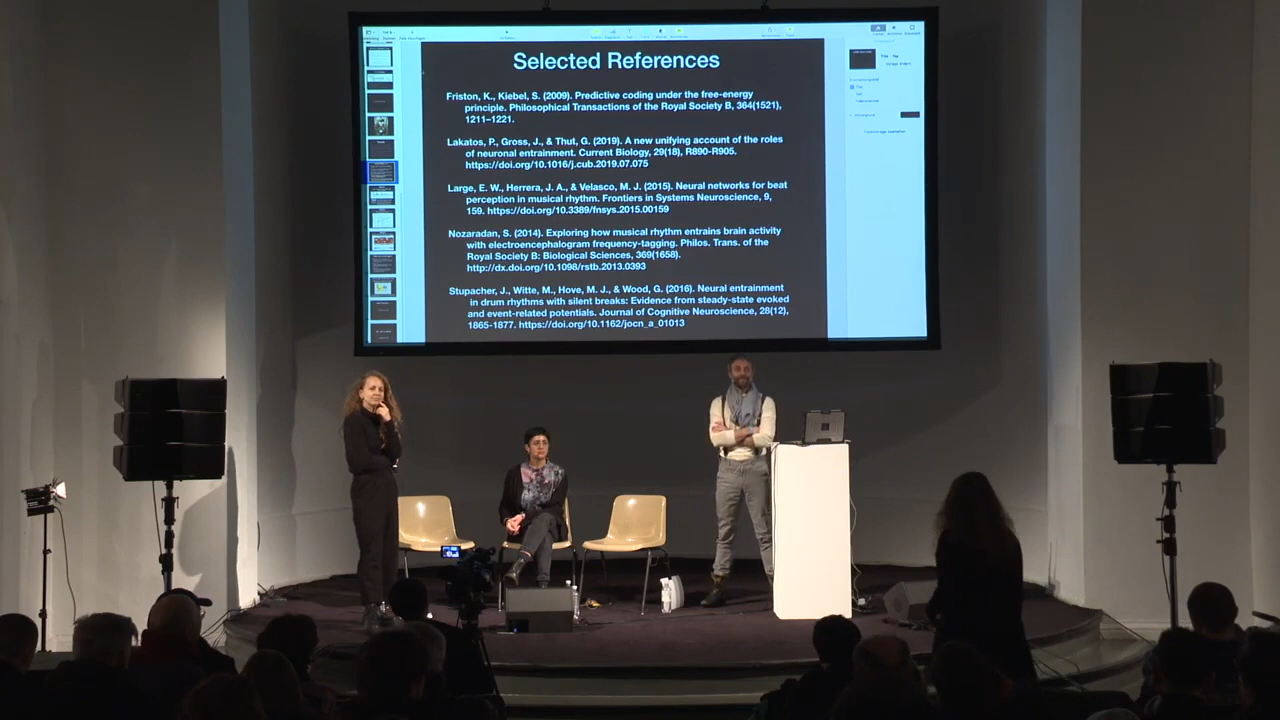 Selected References
Friston, K., Kiebel, S. (2009). Predictive coding under the free-energy
principle. Philosophical Transactions of the Royal Society B, 364(1521),
1211–1221.
Lakatos, P., Gross, J., & Thut, G. (2019). A new unifying account of the roles
of neuronal entrainment. Current Biology, 29(18), R890-R905.
https://doi.org/10.1016/j.cub.2019.07.075
Large, E. W., Herrera, J. A., & Velasco, M. J. (2015). Neural networks for beat
perception in musical rhythm. Frontiers in Systems Neuroscience, 9,
159. https://doi.org/10.3389/fnsys.2015.00159
Nozaradan, S. (2014). Exploring how musical rhythm entrains brain activity
with electroencephalogram frequency-tagging. Philos. Trans. of the
Royal Society B: Biological Sciences, 369(1658).
http://dx.doi.org/10.1098/rstb.2013.0393
Stupacher, J., Witte, M., Hove, M. J., & Wood, G. (2016). Neural entrainment
in drum rhythms with silent breaks: Evidence from steady-state evoked
and event-related potentials. Journal of Cognitive Neuroscience, 28(12),
1865-1877. https://doi.org/10.1162/jocn_a_01013